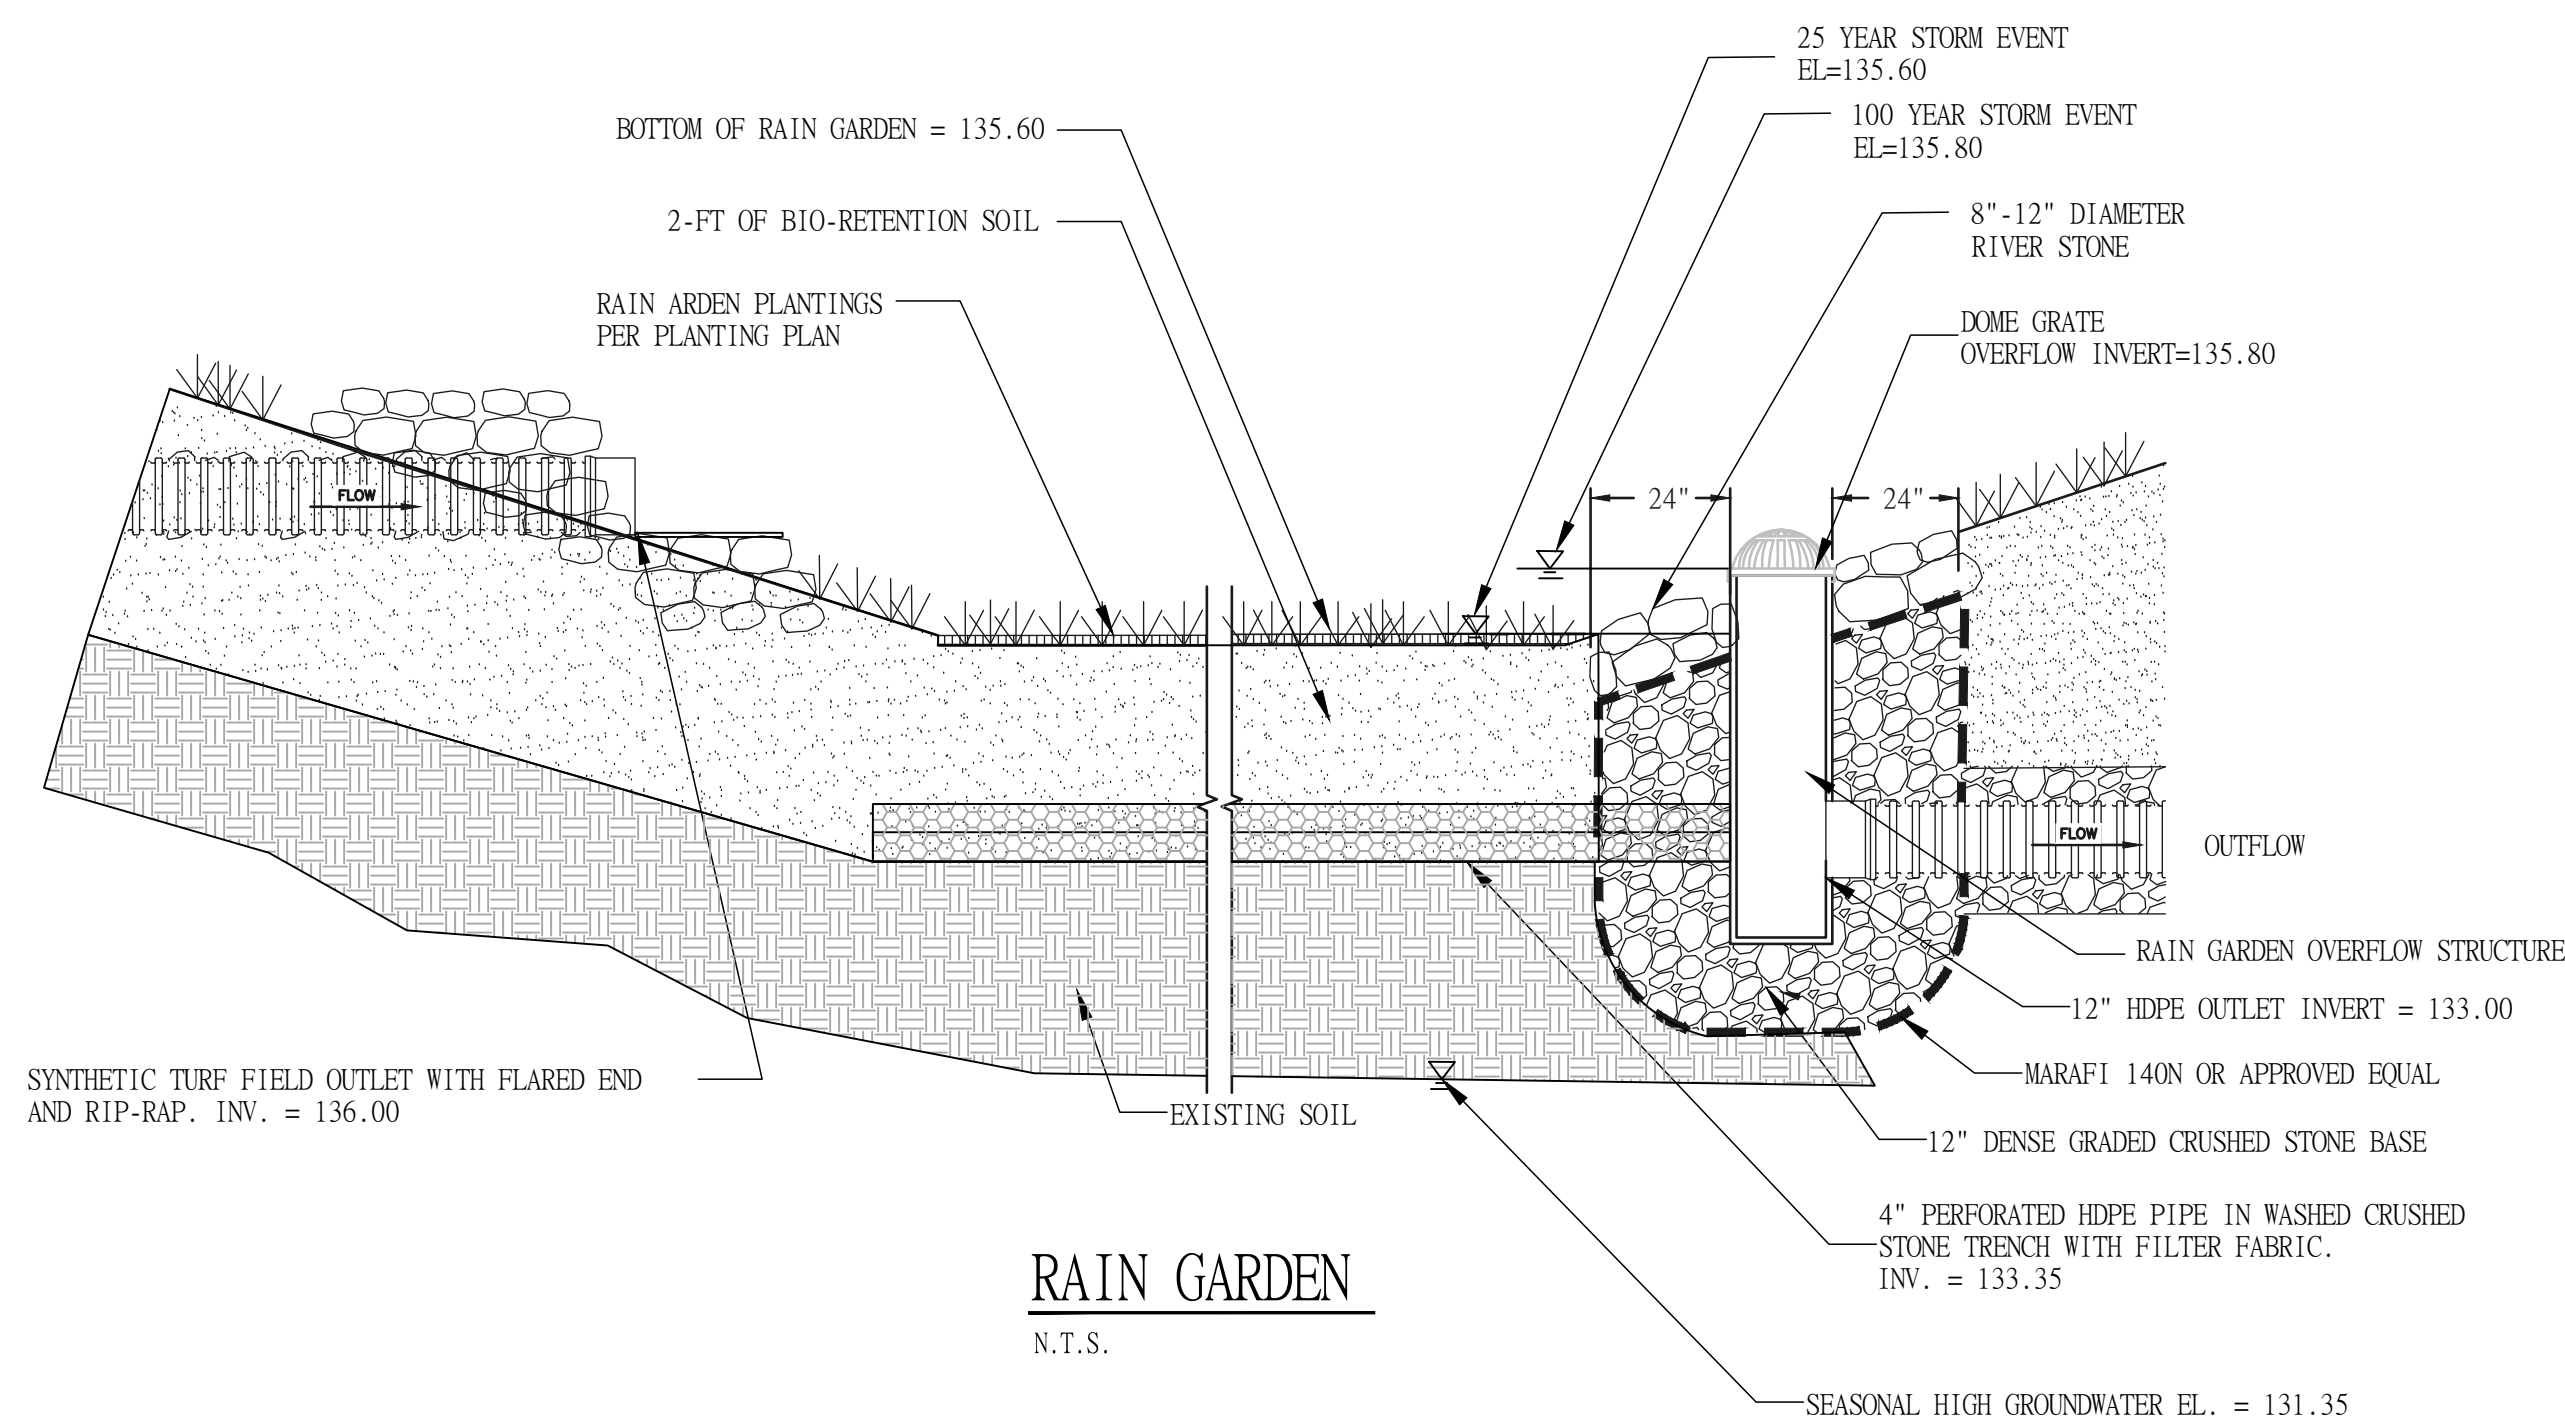 25 YEAR STORM EVENT
EL=135.60
100 YEAR STORM EVENT
EL=135.80
BOTTOM OF RAIN GARDEN = 135.60
2-FT OF BIO-RETENTION SOIL
8"-12" DIAMETER
RIVER STONE
RAIN ARDEN PLANTINGS
PER PLANTING PLAN
DOME GRATE
OVERFLOW INVERT=135.80
24"
24"
FLOW
FLOW
OUTFLOW
RAIN GARDEN OVERFLOW STRUCTURE
12" HDPE OUTLET INVERT = 133.00
MARAFI 140N OR APPROVED EQUAL
SYNTHETIC TURF FIELD OUTLET WITH FLARED END
AND RIP-RAP. INV. = 136.00
EXISTING SOIL
12" DENSE GRADED CRUSHED STONE BASE
4" PERFORATED HDPE PIPE IN WASHED CRUSHED
STONE TRENCH WITH FILTER FABRIC.
INV. = 133.35
RAIN GARDEN
N.T.S.
SEASONAL HIGH GROUNDWATER EL. = 131.35